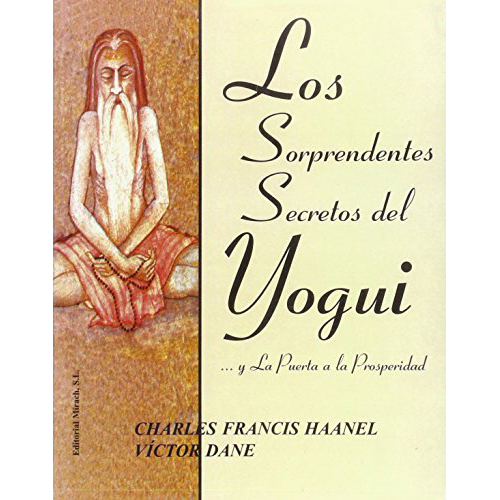 Los
Sorprendentes
Secretos del
Yogui
... y La Puerta a la Prosperidad
CHARLES FRANCIS HAANEL
VÍCTOR DANE
Editorial Mirach, S.L.